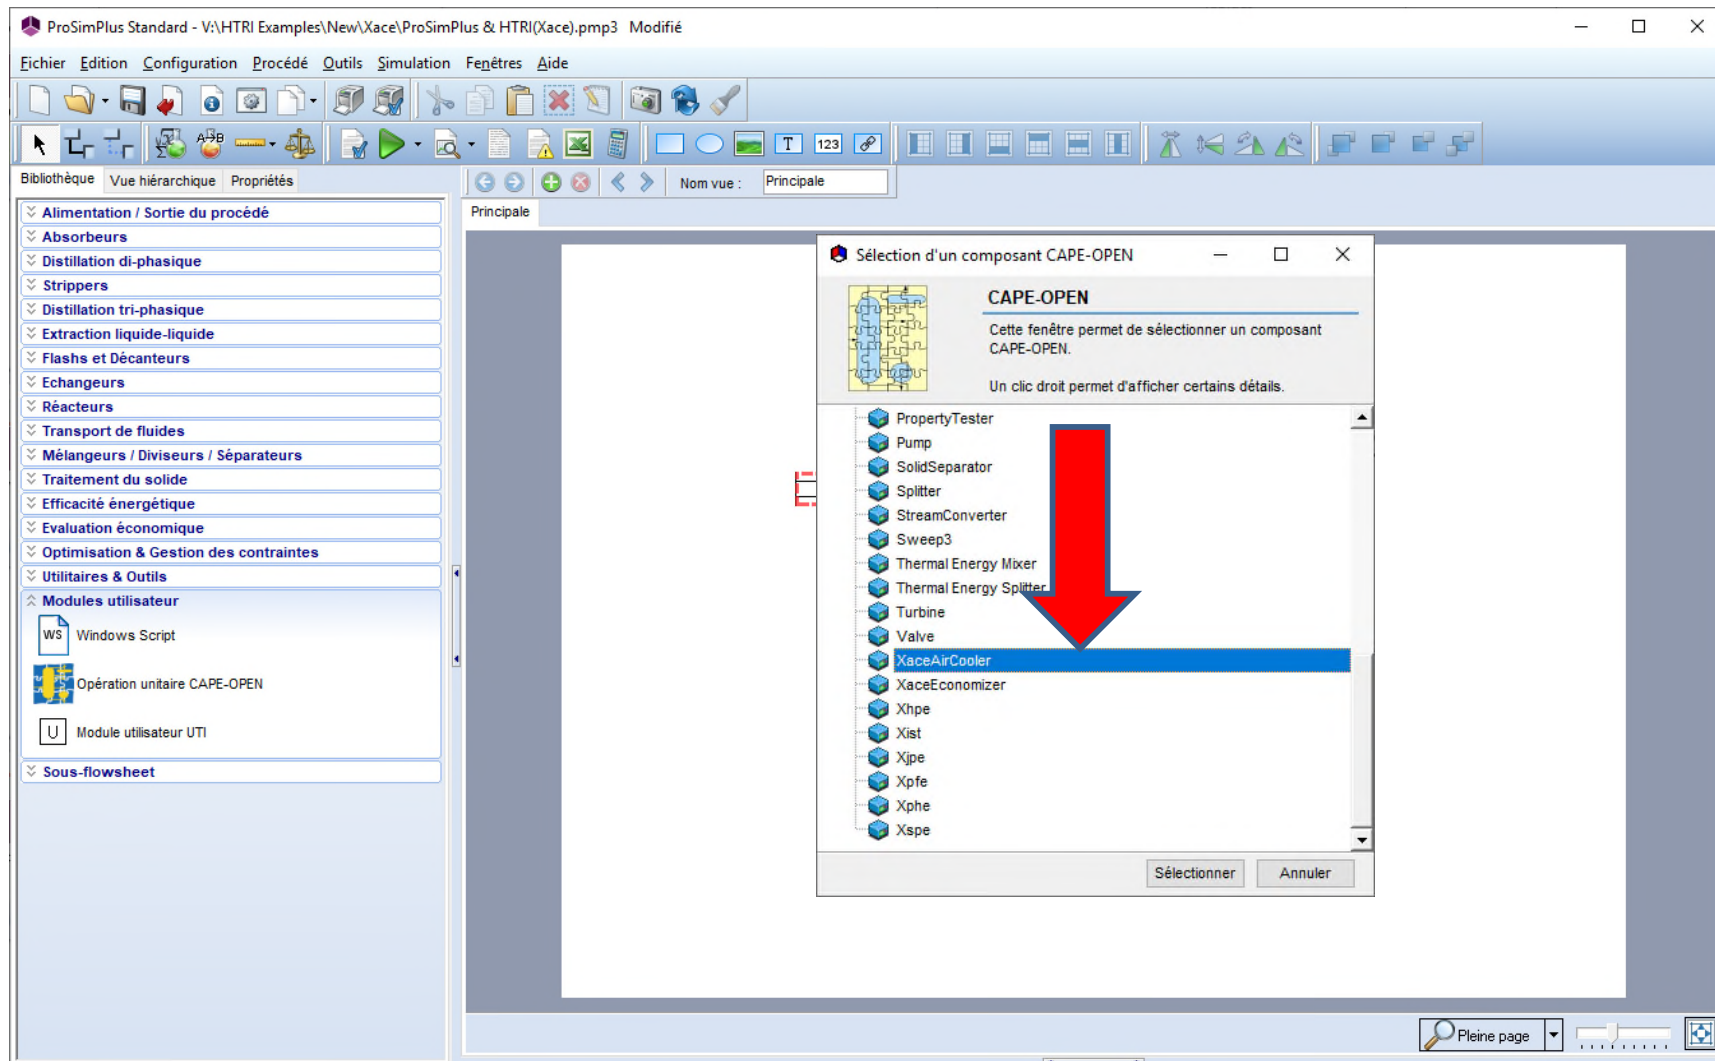 ProSimPlus Standard - V:\HTRI Examples\New\Xace\ProSimPlus & HTRI(Xace).pmp3   Modifié
Fichier Edition Configuration Procédé Outils Simulation Fenêtres Aide
A→B
T 123
Bibliothèque Vue hiérarchique Propriétés
Nom vue : Principale
Principale
Alimentation / Sortie du procédé
Absorbeurs
Distillation di-phasique
Strippers
Distillation tri-phasique
Extraction liquide-liquide
Flashs et Décanteurs
Echangeurs
Réacteurs
Transport de fluides
Mélangeurs / Diviseurs / Séparateurs
Traitement du solide
Efficacité énergétique
Evaluation économique
Optimisation & Gestion des contraintes
Utilitaires & Outils
Modules utilisateur
WS Windows Script
Opération unitaire CAPE-OPEN
U Module utilisateur UTI
Sous-flowsheet
Sélection d'un composant CAPE-OPEN
CAPE-OPEN
Cette fenêtre permet de sélectionner un composant
CAPE-OPEN.
Un clic droit permet d'afficher certains détails.
PropertyTester
Pump
SolidSeparator
Splitter
StreamConverter
Sweep3
Thermal Energy Mixer
Thermal Energy Splitter
Turbine
Valve
XaceAirCooler
XaceEconomizer
Xhpe
Xist
Xjpe
Xpfe
Xphe
Xspe
Sélectionner Annuler
Pleine page